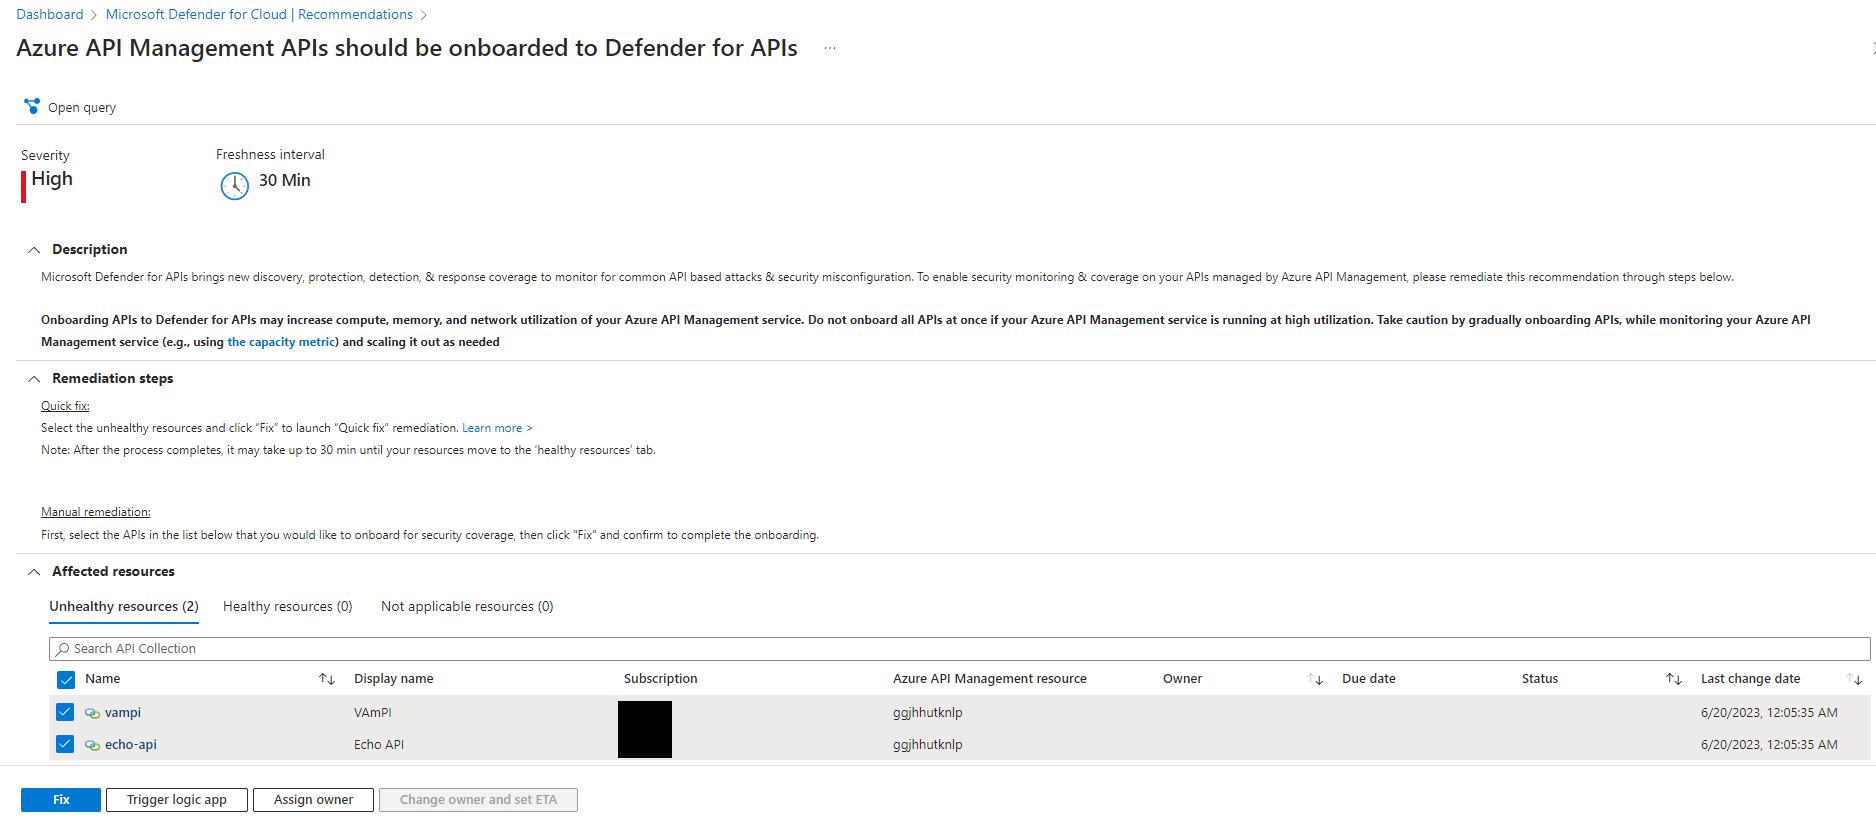 Dashboard > Microsoft Defender for Cloud | Recommendations >
Azure API Management APIs should be onboarded to Defender for APIs ...
Open query
Severity
High
Freshness interval
30 Min
Description
Microsoft Defender for APIs brings new discovery, protection, detection, & response coverage to monitor for common API based attacks & security misconfiguration. To enable security monitoring & coverage on your APIs managed by Azure API Management, please remediate this recommendation through steps below.
Onboarding APIs to Defender for APIs may increase compute, memory, and network utilization of your Azure API Management service. Do not onboard all APIs at once if your Azure API Management service is running at high utilization. Take caution by gradually onboarding APIs, while monitoring your Azure API
Management service (e.g., using the capacity metric) and scaling it out as needed
Remediation steps
Quick fix:
Select the unhealthy resources and click “Fix” to launch “Quick fix” remediation. Learn more >
Note: After the process completes, it may take up to 30 min until your resources move to the ‘healthy resources’ tab.
Manual remediation:
First, select the APIs in the list below that you would like to onboard for security coverage, then click "Fix" and confirm to complete the onboarding.
Affected resources
Unhealthy resources (2) Healthy resources (0) Not applicable resources (0)
Search API Collection
Name Display name Subscription Azure API Management resource Owner Due date Status Last change date
vampi VAmPI ggjhhutknlp 6/20/2023, 12:05:35 AM
echo-api Echo API ggjhhutknlp 6/20/2023, 12:05:35 AM
Fix Trigger logic app Assign owner Change owner and set ETA